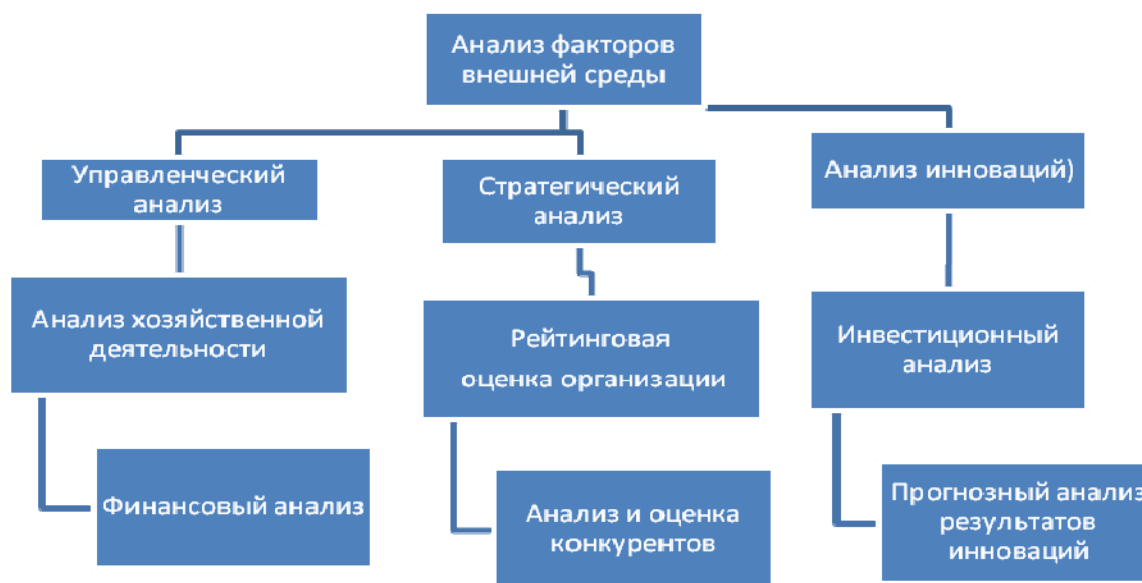 Анализ факторов
внешней среды
Управленческий
анализ
Стратегический
анализ
Анализ инноваций)
Анализ хозяйственной
деятельности
Рейтинговая
оценка организации
Инвестиционный
анализ
Финансовый анализ
Анализ и оценка
конкурентов
Прогнозный анализ
результатов
инноваций